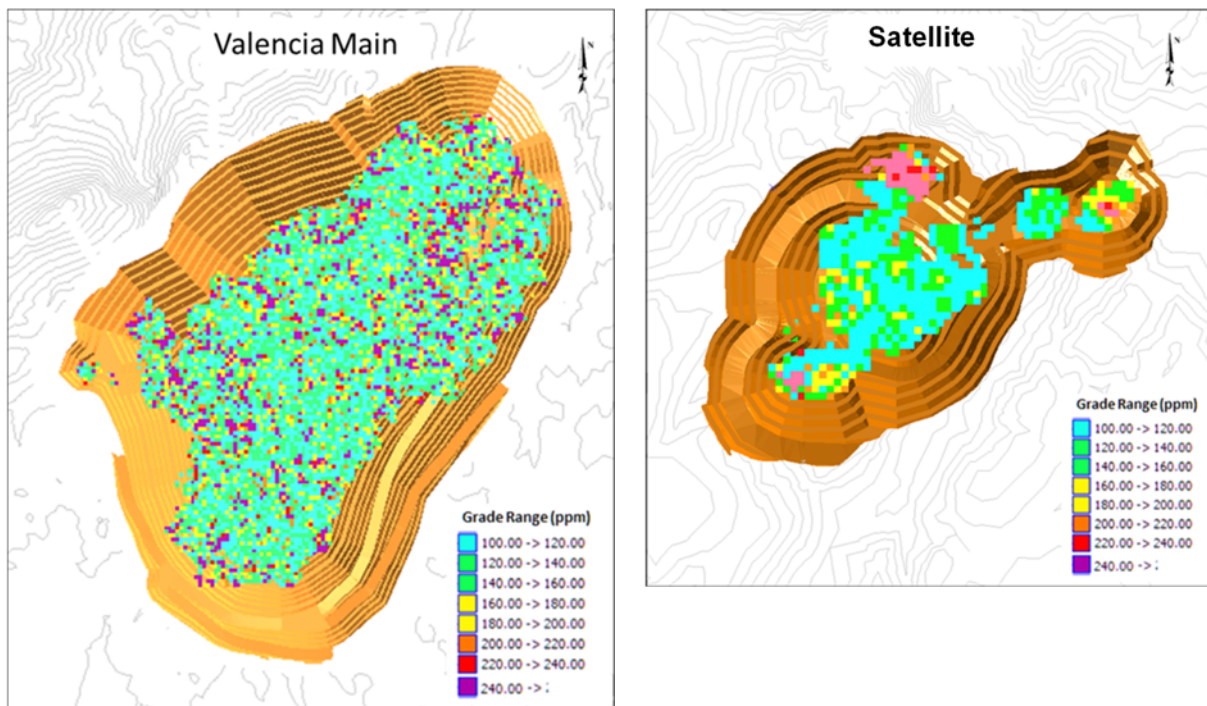 Valencia Main
N
Grade Range (ppm)
100.00 -> 120.00
120.00 -> 140.00
140.00 -> 160.00
160.00 -> 180.00
180.00 -> 200.00
200.00 -> 220.00
220.00 -> 240.00
240.00 -> :
Satellite
N
Grade Range (ppm)
100.00 -> 120.00
120.00 -> 140.00
140.00 -> 160.00
160.00 -> 180.00
180.00 -> 200.00
200.00 -> 220.00
220.00 -> 240.00
240.00 -> :